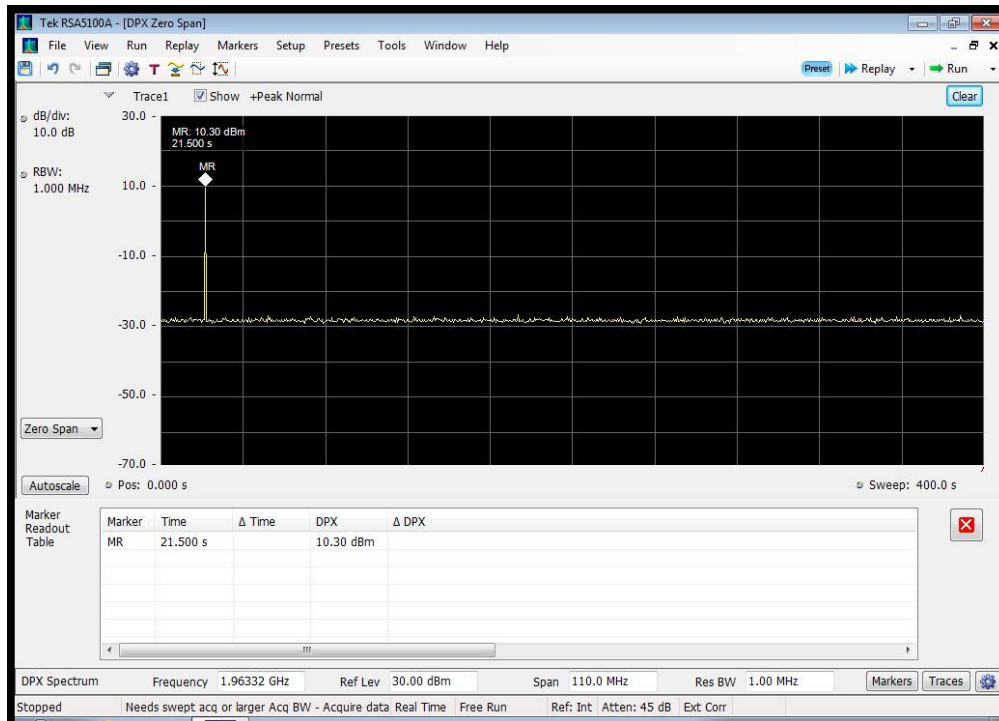 Tek RSA5100A - [DPX Zero Span]
File View Run Replay Markers Setup Presets Tools Window Help
T Preset Replay Run
Trace1 Show +Peak Normal Clear
dB/div:
10.0 dB
RBW:
1.000 MHz
30.0
MR: 10.30 dBm
21.500 s
MR
10.0
-10.0
-30.0
-50.0
Zero Span
-70.0
Autoscale Pos: 0.000 s Sweep: 400.0 s
Marker
Readout
Table
Marker Time Δ Time DPX Δ DPX
MR 21.500 s 10.30 dBm
DPX Spectrum Frequency 1.96332 GHz Ref Lev 30.00 dBm Span 110.0 MHz Res BW 1.00 MHz Markers Traces
Stopped Needs swept acq or larger Acq BW - Acquire data Real Time Free Run Ref: Int Atten: 45 dB Ext Corr